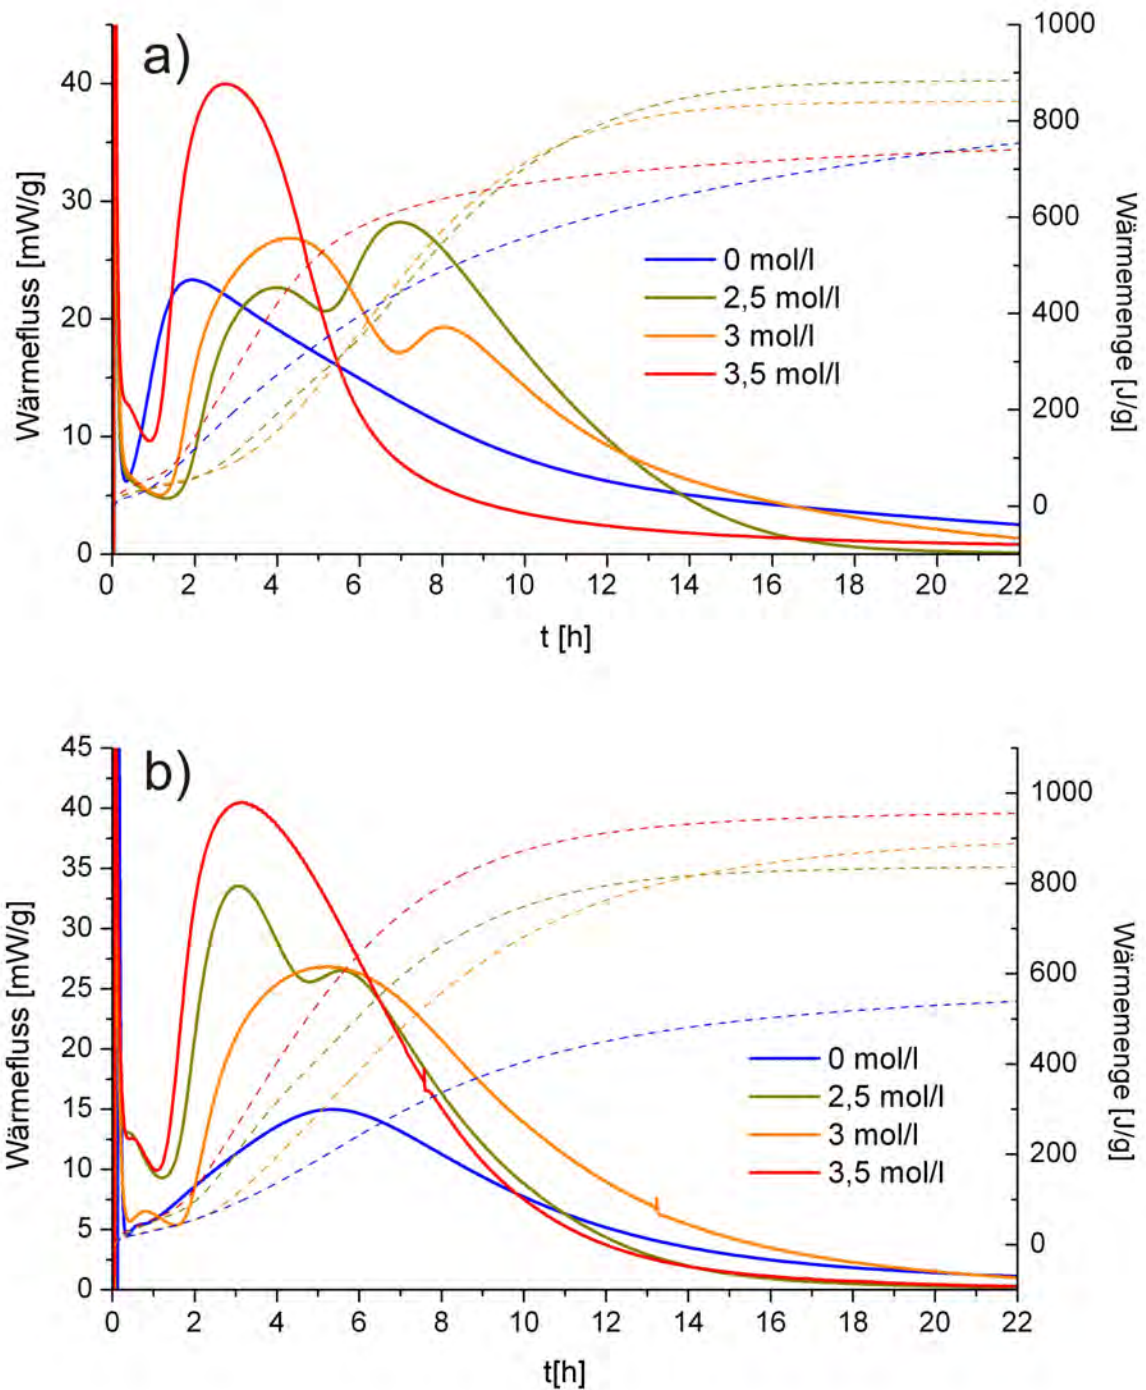 a)
Wärmefluss [mW/g]
40
30
20
10
0
1000
800
600
400
200
0
Wärmemenge [J/g]
0 mol/l
2,5 mol/l
3 mol/l
3,5 mol/l
0 2 4 6 8 10 12 14 16 18 20 22
t [h]
b)
Wärmefluss [mW/g]
45
40
35
30
25
20
15
10
5
0
1000
800
600
400
200
0
Wärmemenge [J/g]
0 mol/l
2,5 mol/l
3 mol/l
3,5 mol/l
0 2 4 6 8 10 12 14 16 18 20 22
t[h]